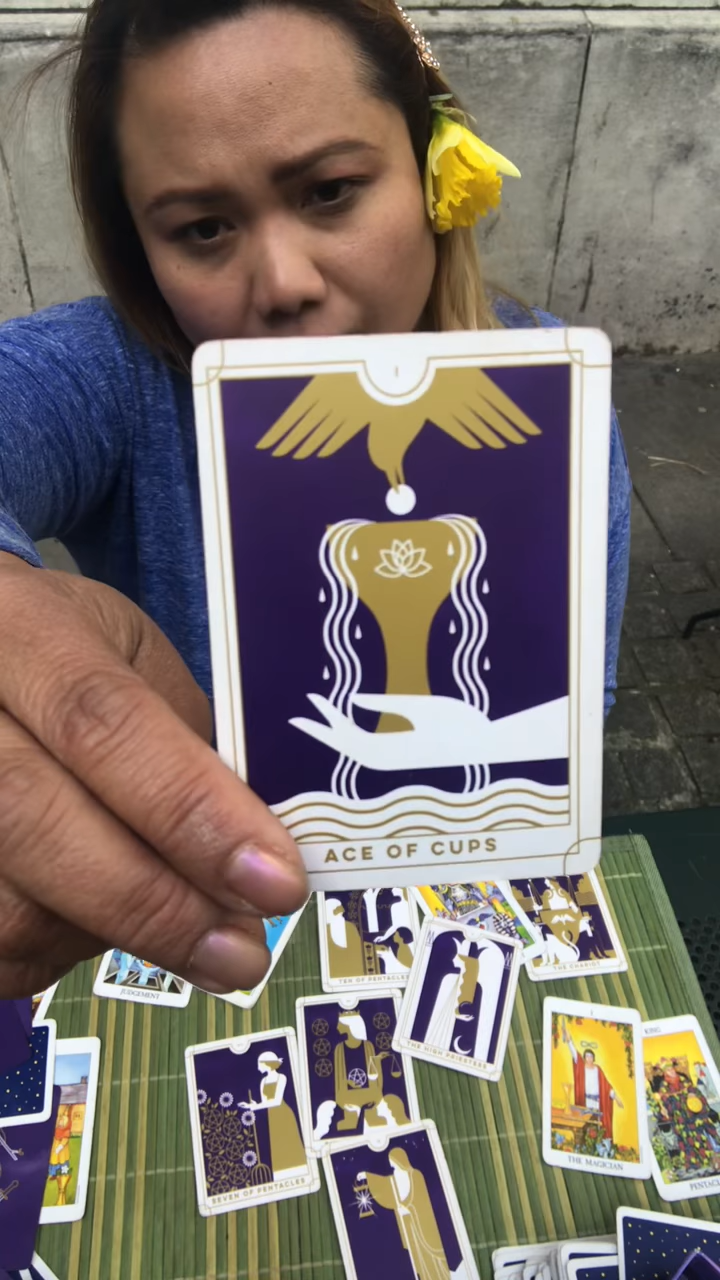 I
ACE OF CUPS
JUDGEMENT
TEN OF PENTACLES
THE CHARIOT
THE HIGH PRIESTESS
I
THE MAGICIAN
KING
SEVEN OF PENTACLES